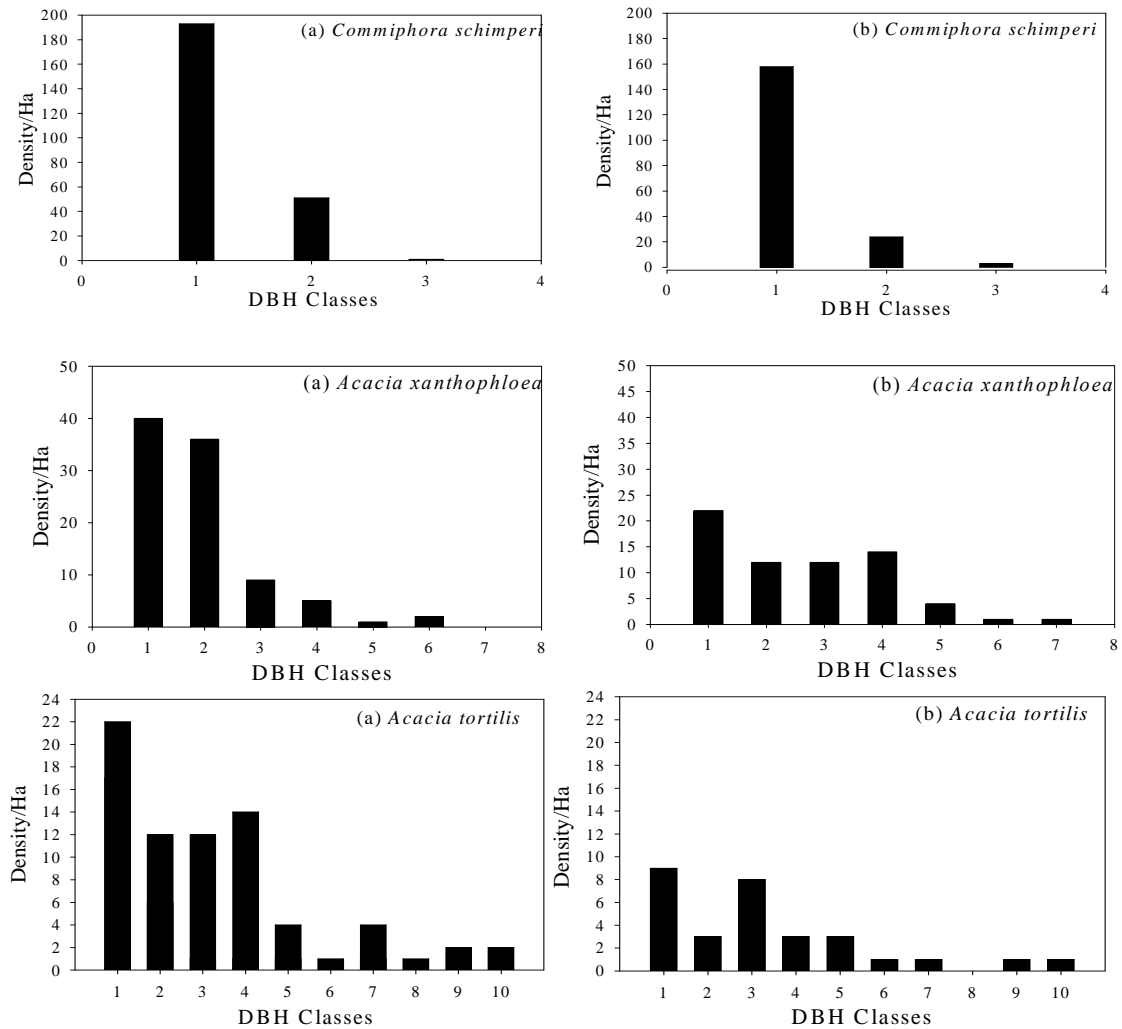 (a) Commiphora schimperi
Density/Ha
200
180
160
140
120
100
80
60
40
20
0
0 1 2 3 4
DBH Classes
(b) Commiphora schimperi
Density/Ha
200
180
160
140
120
100
80
60
40
20
0
0 1 2 3 4
DBH Classes
(a) Acacia xanthophloea
Density/Ha
50
40
30
20
10
0
0 1 2 3 4 5 6 7 8
DBH Classes
(b) Acacia xanthophloea
Density/Ha
50
45
40
35
30
25
20
15
10
5
0
0 1 2 3 4 5 6 7 8
DBH Classes
(a) Acacia tortilis
Density/Ha
24
22
20
18
16
14
12
10
8
6
4
2
0
1 2 3 4 5 6 7 8 9 10
DBH Classes
(b) Acacia tortilis
Density/Ha
24
22
20
18
16
14
12
10
8
6
4
2
0
1 2 3 4 5 6 7 8 9 10
DBH Classes